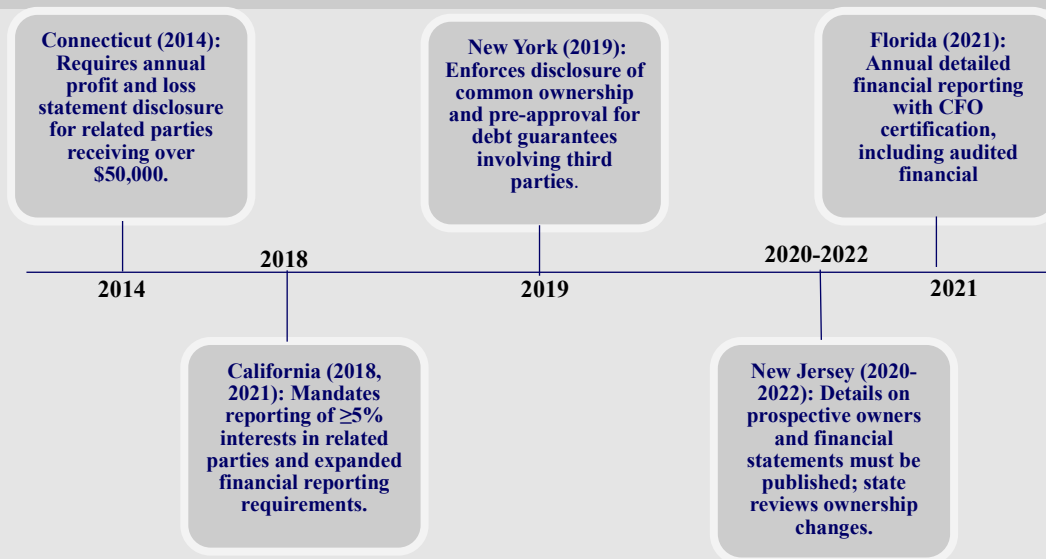 Connecticut (2014):
Requires annual
profit and loss
statement disclosure
for related parties
receiving over
$50,000.
New York (2019):
Enforces disclosure of
common ownership
and pre-approval for
debt guarantees
involving third
parties.
Florida (2021):
Annual detailed
financial reporting
with CFO
certification,
including audited
financial
2018
2020-2022
2014
2019
2021
California (2018,
2021): Mandates
reporting of ≥5%
interests in related
parties and expanded
financial reporting
requirements.
New Jersey (2020-
2022): Details on
prospective owners
and financial
statements must be
published; state
reviews ownership
changes.